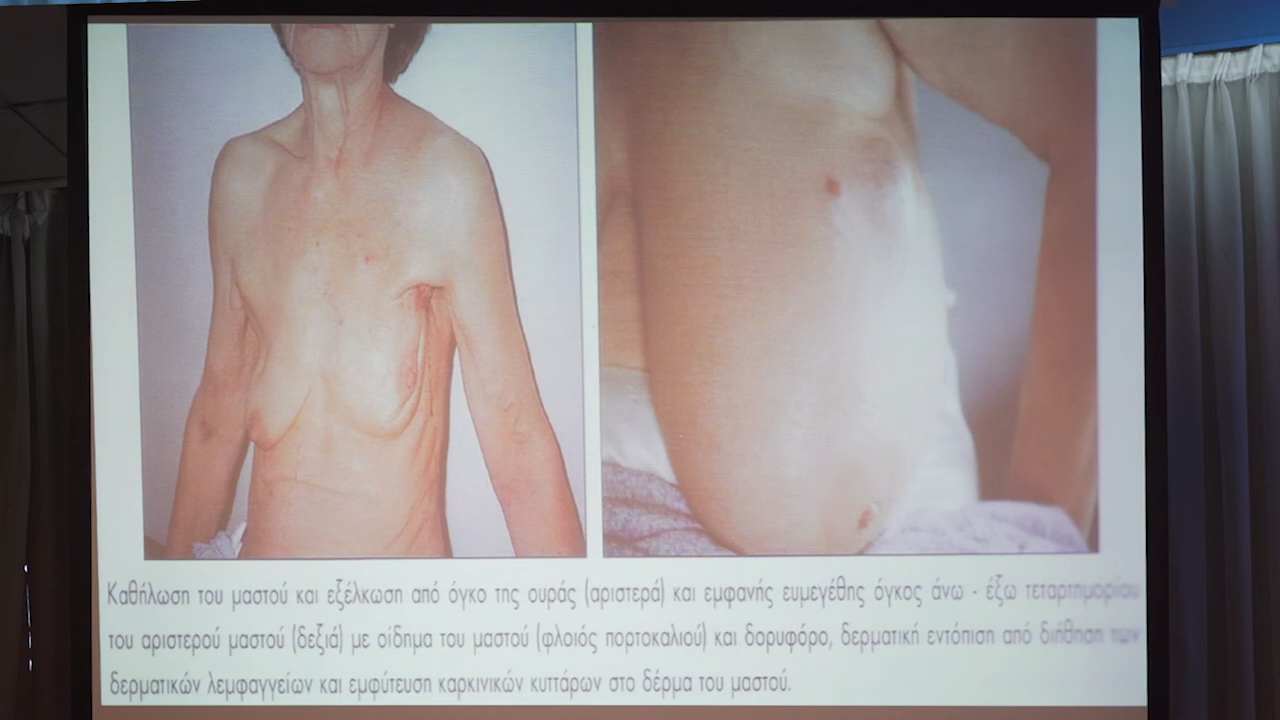 Καθήλωση του μαστού και εξέλκωση από όγκο της ουράς (αριστερά) και εμφανής ευμεγέθης όγκος άνω - έξω τεταρτημορίου
του αριστερού μαστού (δεξιά) με οίδημα του μαστού (φλοιός πορτοκαλιού) και δορυφόρο, δερματική εντόπιση από διήθηση των
δερματικών λεμφαγγείων και εμφύτευση καρκινικών κυττάρων στο δέρμα του μαστού.